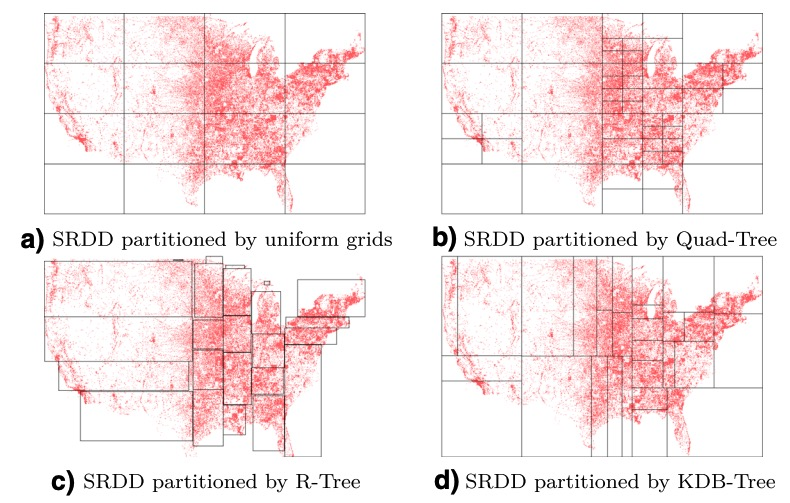 a) SRDD partitioned by uniform grids
b) SRDD partitioned by Quad-Tree
c) SRDD partitioned by R-Tree
d) SRDD partitioned by KDB-Tree